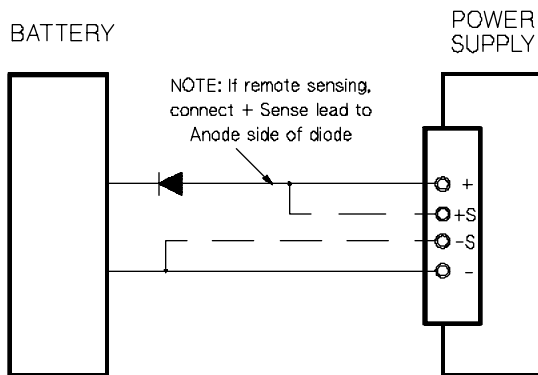 BATTERY
POWER
SUPPLY
NOTE: If remote sensing,
connect + Sense lead to
Anode side of diode
+
+S
-S
-